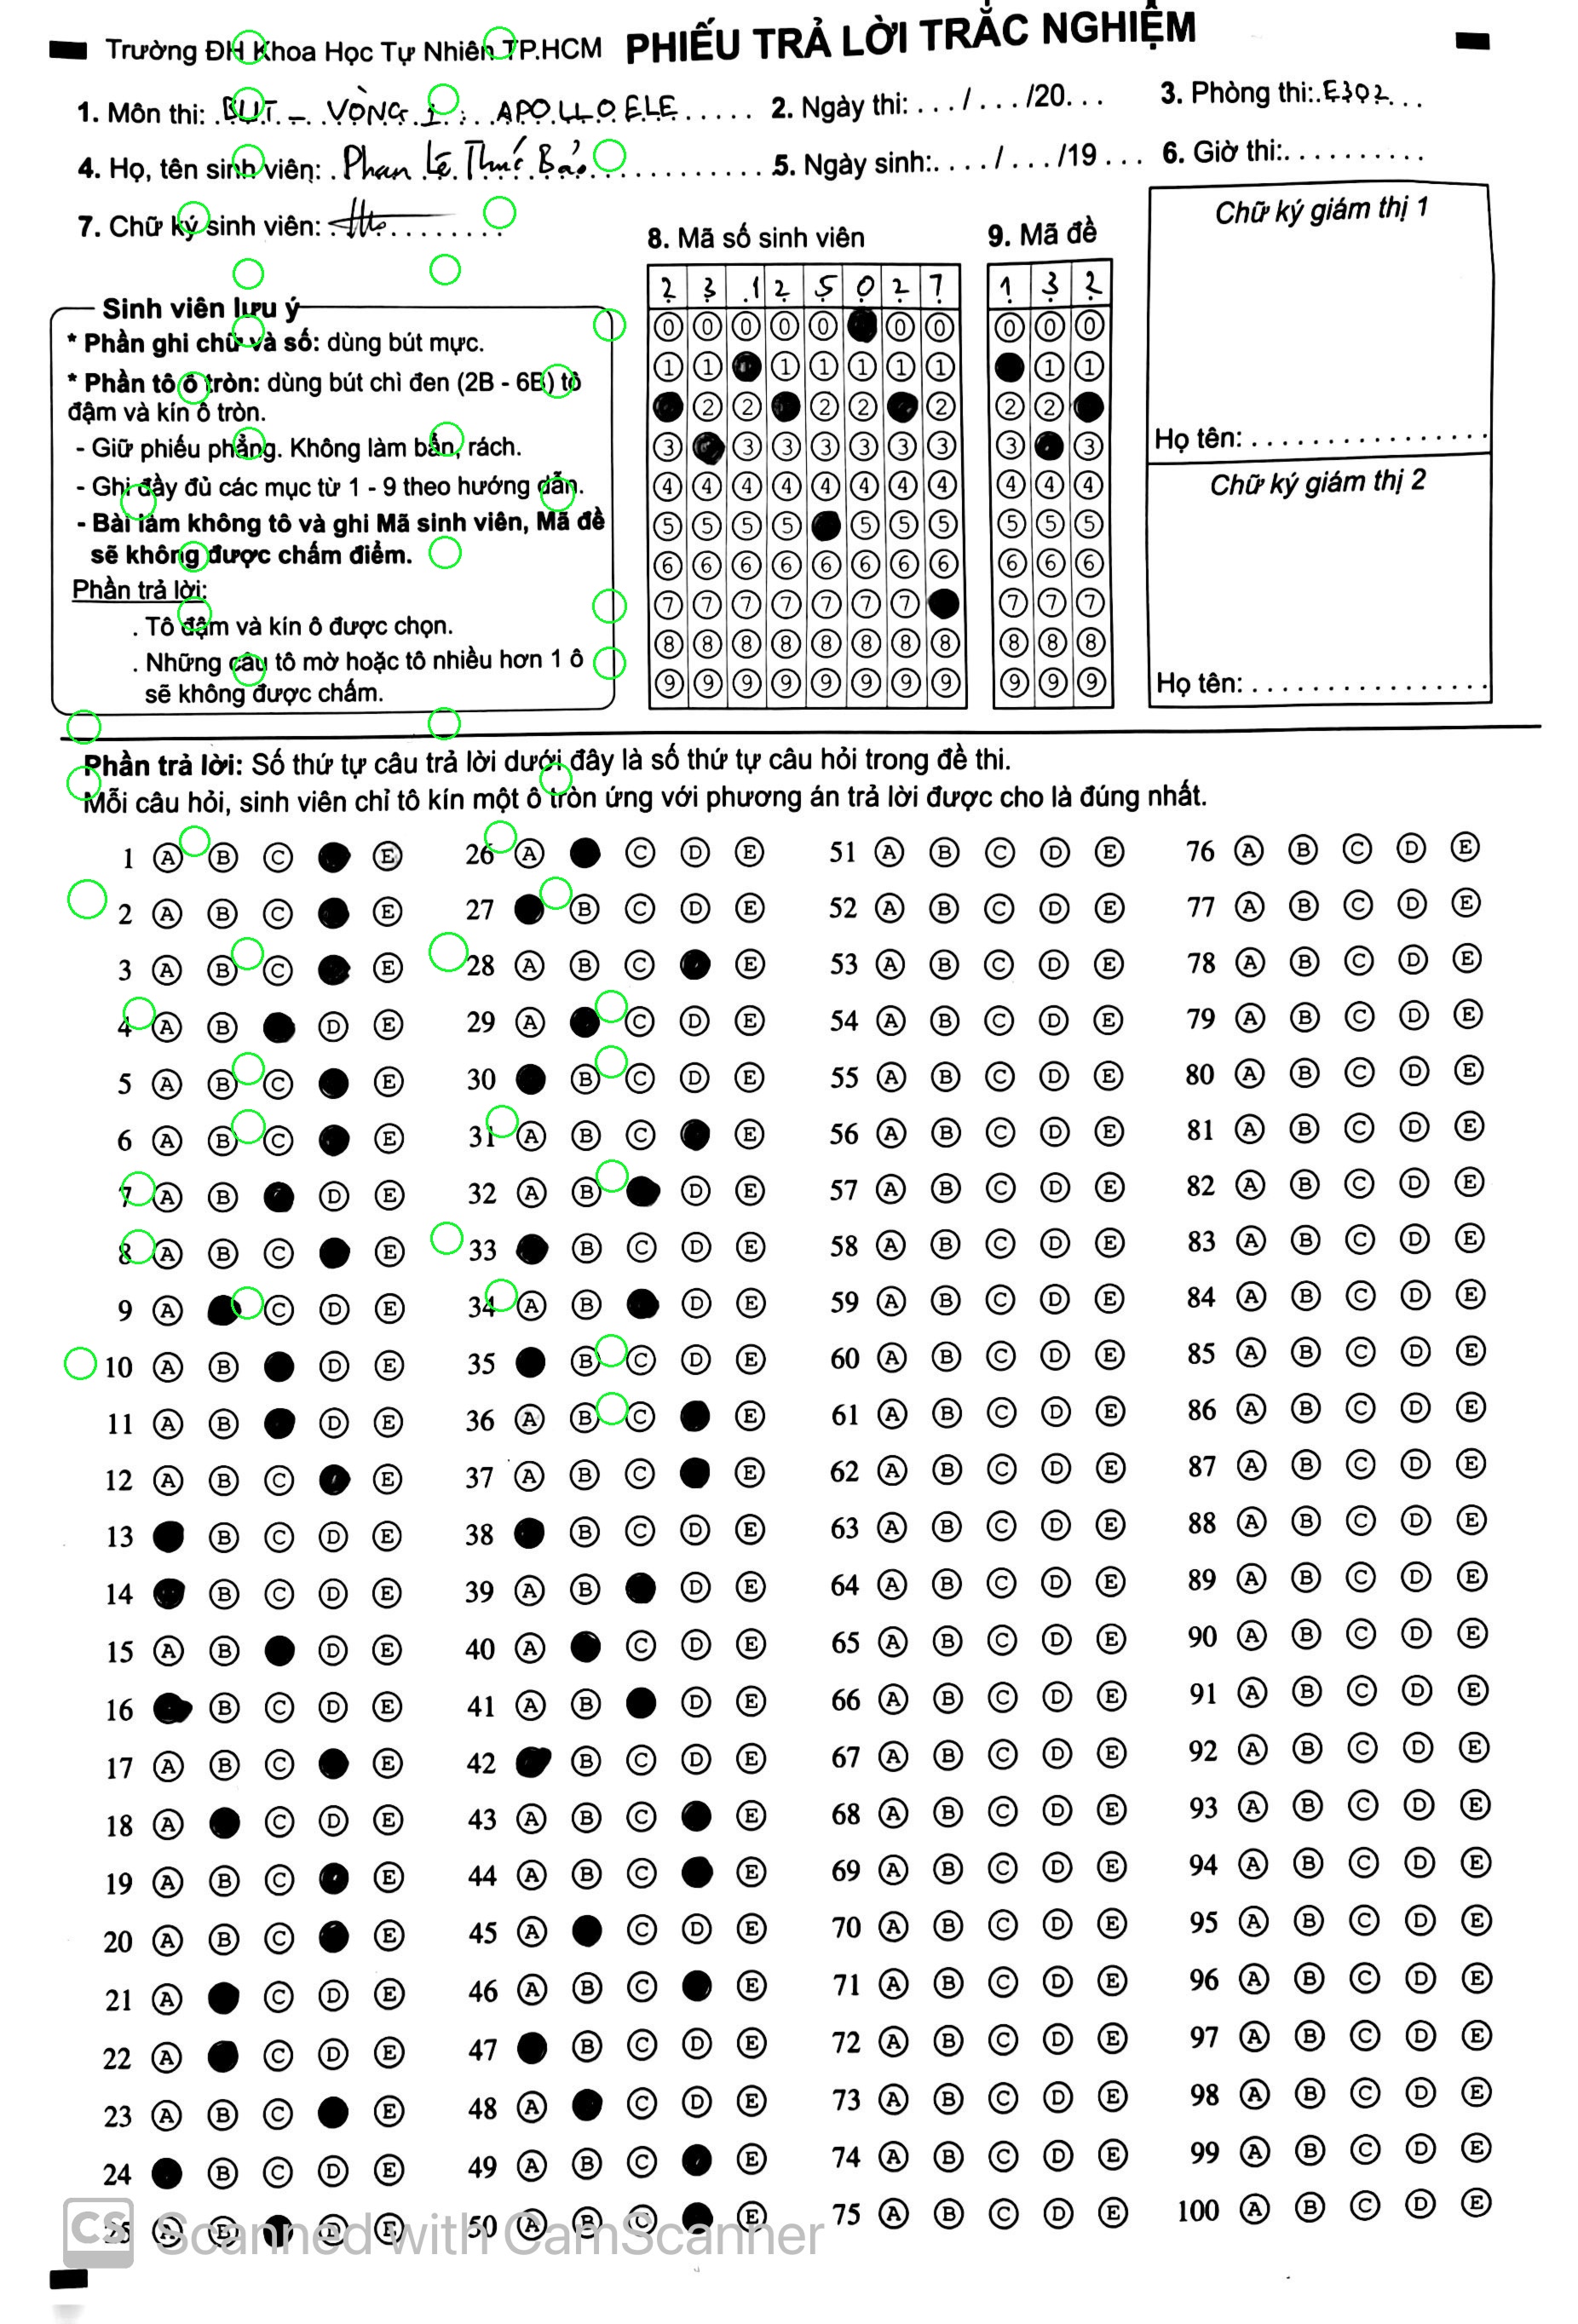 Trường ĐH Khoa Học Tự Nhiên TP.HCM PHIẾU TRẢ LỜI TRẮC NGHIỆM
1. Môn thi: BUT - VÒNG 1 : APOLLO ELE 2. Ngày thi: . . . / . . . /20. . . 3. Phòng thi:.E302. . .
4. Họ, tên sinh viên: Phan Lê Thức Bảo 5. Ngày sinh:. . . . / . . . /19 . . . 6. Giờ thi:. . . . . . . . . .
7. Chữ ký sinh viên:
8. Mã số sinh viên 9. Mã đề
Chữ ký giám thị 1
2 3 1 2 5 0 2 7 1 3 2
Sinh viên lưu ý
* Phần ghi chữ và số: dùng bút mực.
* Phần tô ô tròn: dùng bút chì đen (2B - 6B) tô
đậm và kín ô tròn.
- Giữ phiếu phẳng. Không làm bẩn, rách.
- Ghi đầy đủ các mục từ 1 - 9 theo hướng dẫn.
- Bài làm không tô và ghi Mã sinh viên, Mã đề
sẽ không được chấm điểm.
Phần trả lời:
. Tô đậm và kín ô được chọn.
. Những câu tô mờ hoặc tô nhiều hơn 1 ô
sẽ không được chấm.
0 0 0 0 0 0 0 0 0 0
1 1 1 1 1 1 1 1 1
2 2 2 2 2 2 2
3 3 3 3 3 3 3 3 3
4 4 4 4 4 4 4 4 4 4 4
5 5 5 5 5 5 5 5 5 5
6 6 6 6 6 6 6 6 6 6 6
7 7 7 7 7 7 7 7 7 7
8 8 8 8 8 8 8 8 8 8 8
9 9 9 9 9 9 9 9 9 9 9
Họ tên: . . . . . . . . . . . . . . . .
Chữ ký giám thị 2
Họ tên: . . . . . . . . . . . . . . . .
Phần trả lời: Số thứ tự câu trả lời dưới đây là số thứ tự câu hỏi trong đề thi.
Mỗi câu hỏi, sinh viên chỉ tô kín một ô tròn ứng với phương án trả lời được cho là đúng nhất.
1 A B C E 26 A C D E 51 A B C D E 76 A B C D E
2 A B C E 27 B C D E 52 A B C D E 77 A B C D E
3 A B C E 28 A B C E 53 A B C D E 78 A B C D E
4 A B D E 29 A C D E 54 A B C D E 79 A B C D E
5 A B C E 30 B C D E 55 A B C D E 80 A B C D E
6 A B C E 31 A B C E 56 A B C D E 81 A B C D E
7 A B D E 32 A B D E 57 A B C D E 82 A B C D E
8 A B C E 33 B C D E 58 A B C D E 83 A B C D E
9 A C D E 34 A B D E 59 A B C D E 84 A B C D E
10 A B D E 35 B C D E 60 A B C D E 85 A B C D E
11 A B D E 36 A B C E 61 A B C D E 86 A B C D E
12 A B C E 37 A B C E 62 A B C D E 87 A B C D E
13 B C D E 38 B C D E 63 A B C D E 88 A B C D E
14 B C D E 39 A B D E 64 A B C D E 89 A B C D E
15 A B D E 40 A C D E 65 A B C D E 90 A B C D E
16 B C D E 41 A B D E 66 A B C D E 91 A B C D E
17 A B C E 42 B C D E 67 A B C D E 92 A B C D E
18 A C D E 43 A B C E 68 A B C D E 93 A B C D E
19 A B C E 44 A B C E 69 A B C D E 94 A B C D E
20 A B C E 45 A C D E 70 A B C D E 95 A B C D E
21 A C D E 46 A B C E 71 A B C D E 96 A B C D E
22 A C D E 47 B C D E 72 A B C D E 97 A B C D E
23 A B C E 48 A C D E 73 A B C D E 98 A B C D E
24 B C D E 49 A B C E 74 A B C D E 99 A B C D E
25 A B D E 50 A B C E 75 A B C D E 100 A B C D E
CS Scanned with CamScanner